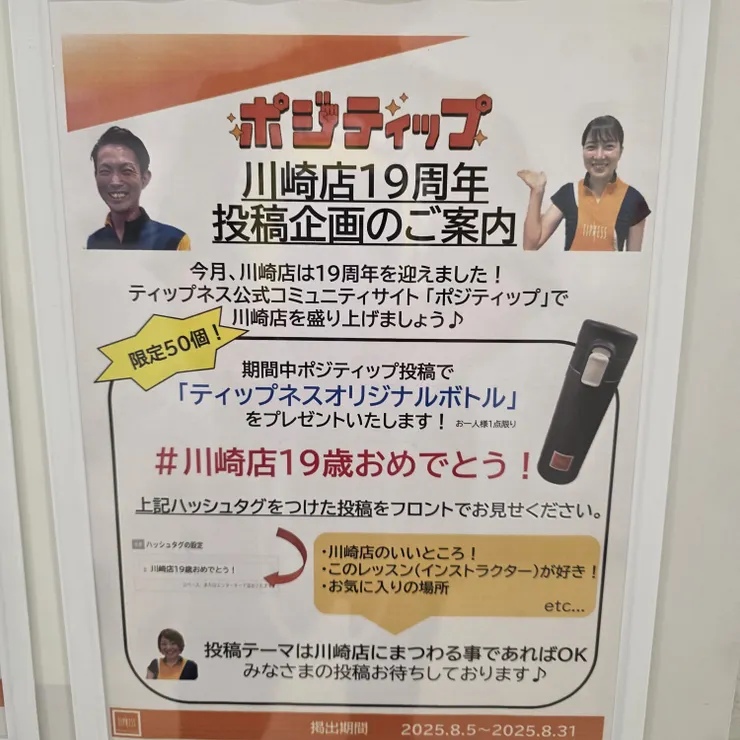 ポジティップ
川崎店19周年
投稿企画のご案内
TIPNESS
今月、川崎店は19周年を迎えました！
ティップネス公式コミュニティサイト「ポジティップ」で
川崎店を盛り上げましょう♪
限定50個！
期間中ポジティップ投稿で
「ティップネスオリジナルボトル」
をプレゼントいたします！ お一人様1点限り
＃川崎店19歳おめでとう！
上記ハッシュタグをつけた投稿をフロントでお見せください。
ハッシュタグの設定
川崎店19歳おめでとう！
・川崎店のいいところ！
・このレッスン（インストラクター）が好き！
・お気に入りの場所
etc…
投稿テーマは川崎店にまつわる事であればOK
みなさまの投稿お待ちしております♪
TIPNESS
掲出期間 2025.8.5～2025.8.31